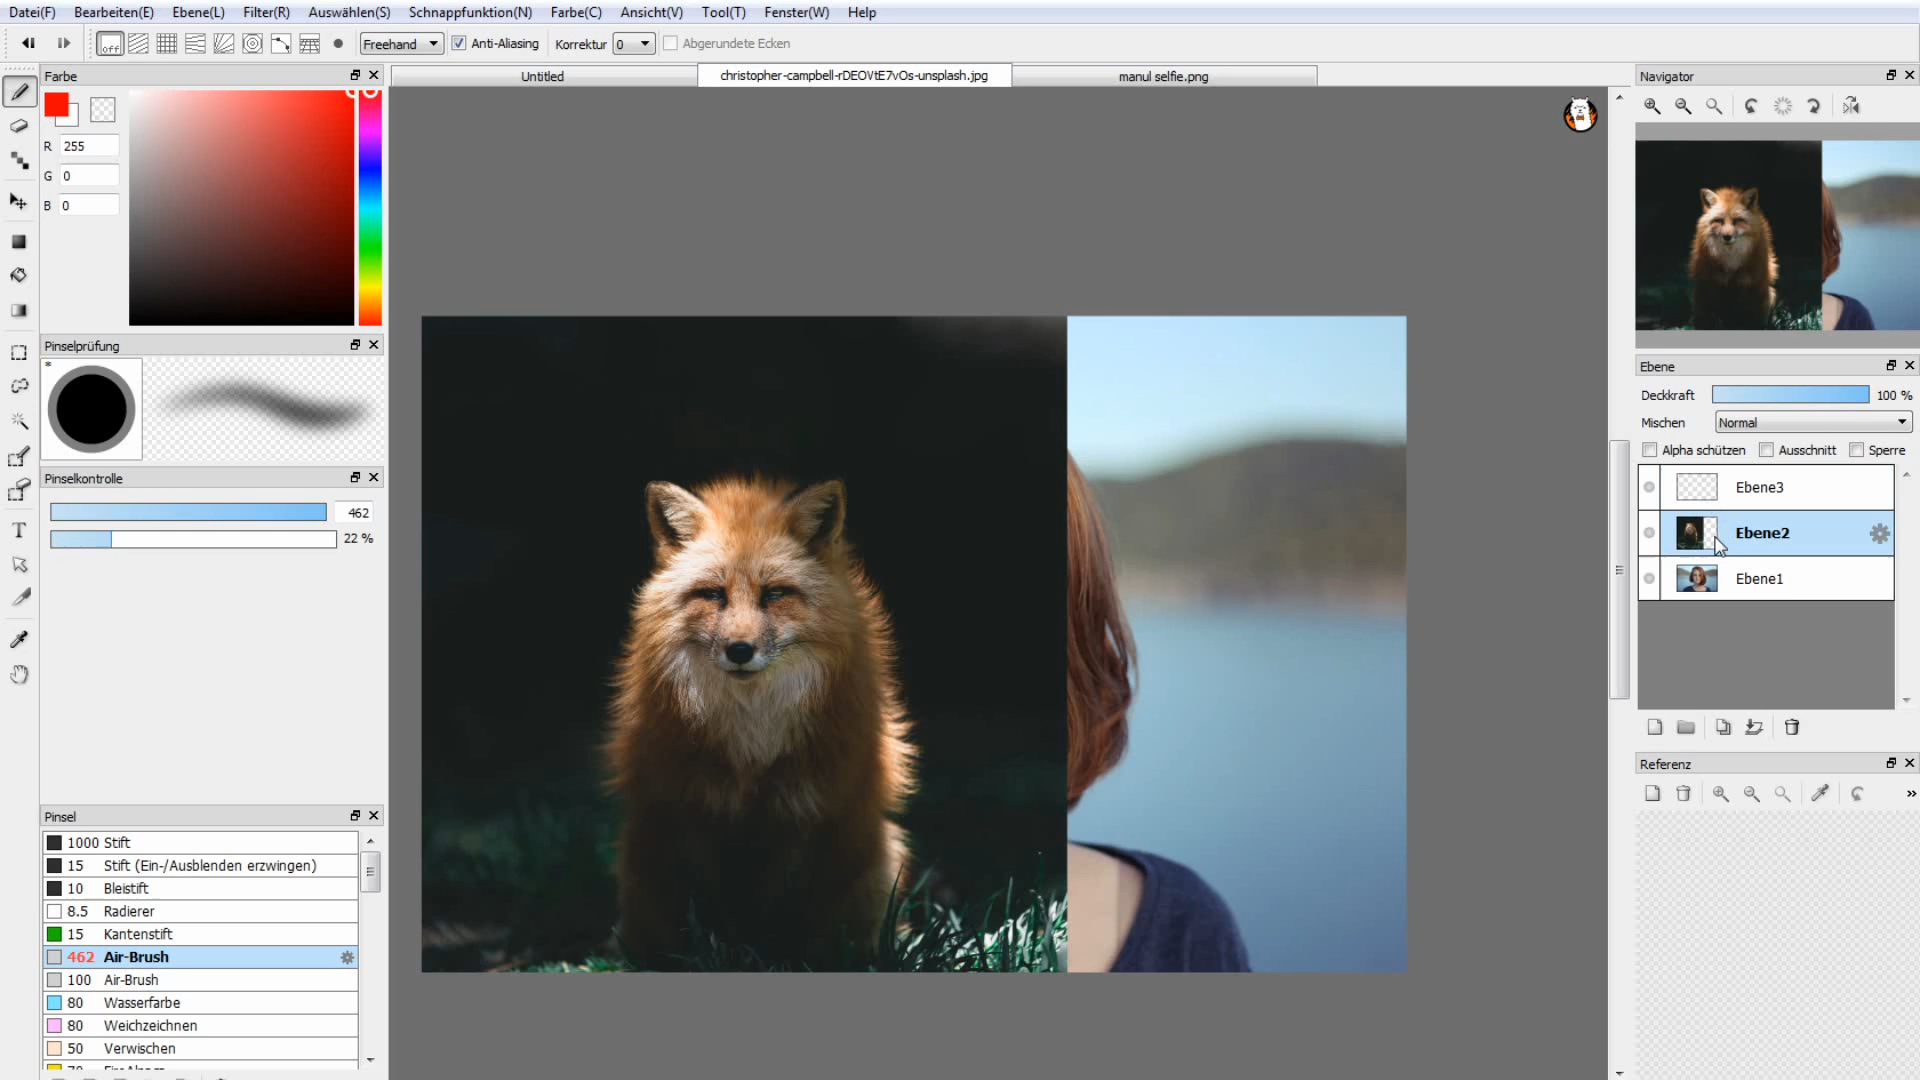 Datei(F) Bearbeiten(E) Ebene(L) Filter(R) Auswählen(S) Schnappfunktion(N) Farbe(C) Ansicht(V) Tool(T) Fenster(W) Help
off Freehand Anti-Aliasing Korrektur 0 Abgerundete Ecken
Farbe
Untitled
christopher-campbell-rDEOVtE7vOs-unsplash.jpg
manul selfie.png
Navigator
R 255
G 0
B 0
Pinselprüfung
*
Pinselkontrolle
462
22 %
Pinsel
1000 Stift
15 Stift (Ein-/Ausblenden erzwingen)
10 Bleistift
8.5 Radierer
15 Kantenstift
462 Air-Brush
100 Air-Brush
80 Wasserfarbe
80 Weichzeichnen
50 Verwischen
Ebene
Deckkraft 100 %
Mischen Normal
Alpha schützen Ausschnitt Sperre
Ebene3
Ebene2
Ebene1
Referenz
»